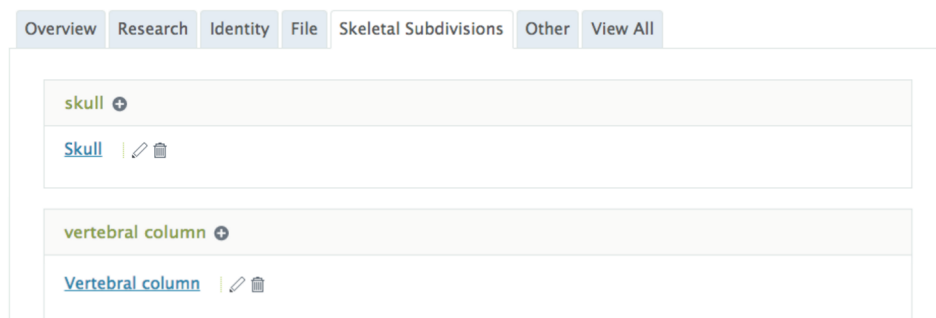 Overview Research Identity File Skeletal Subdivisions Other View All
skull
Skull
vertebral column
Vertebral column